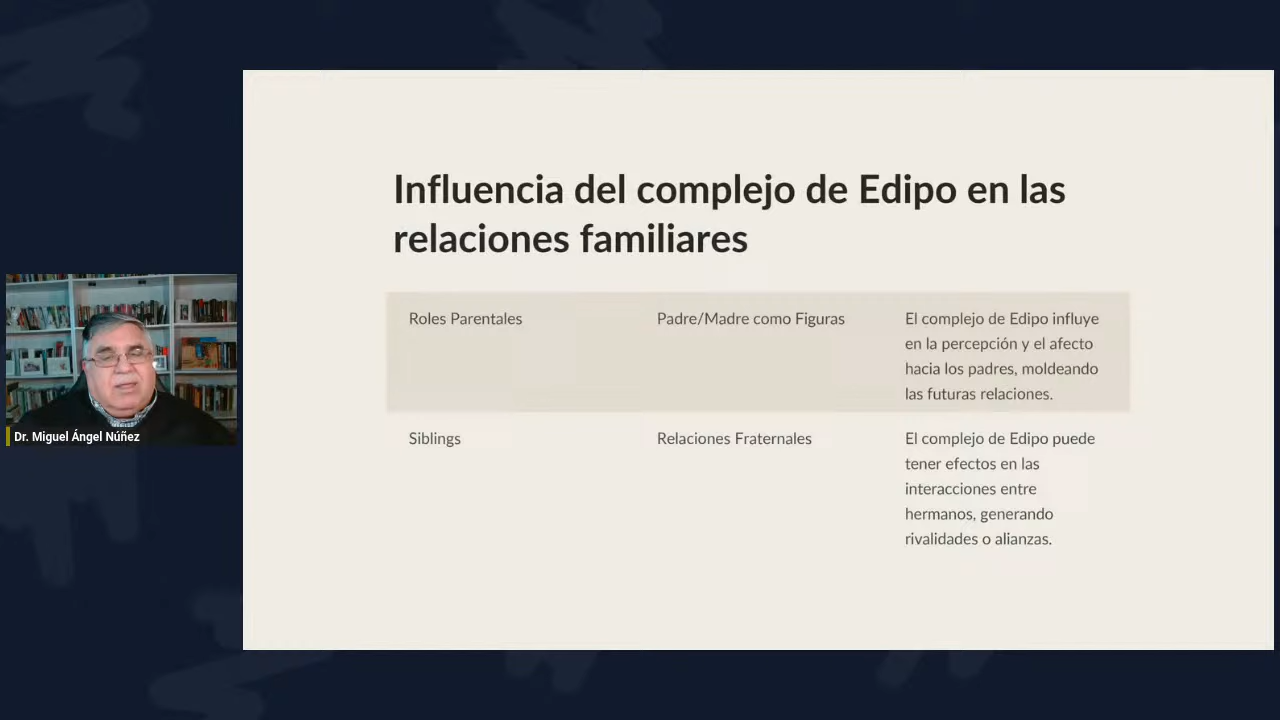 Influencia del complejo de Edipo en las
relaciones familiares
Roles Parentales
Padre/Madre como Figuras
El complejo de Edipo influye
en la percepción y el afecto
hacia los padres, moldeando
las futuras relaciones.
Siblings
Relaciones Fraternales
El complejo de Edipo puede
tener efectos en las
interacciones entre
hermanos, generando
rivalidades o alianzas.
Dr. Miguel Ángel Núñez